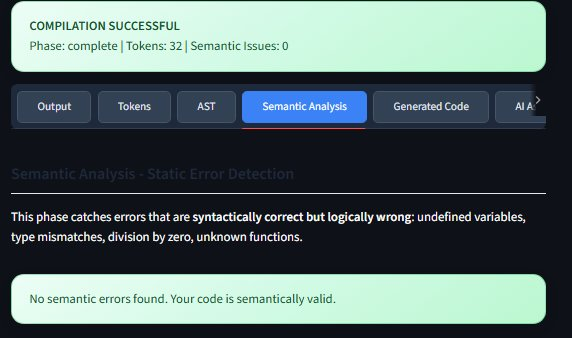 COMPILATION SUCCESSFUL
Phase: complete | Tokens: 32 | Semantic Issues: 0
Output Tokens AST Semantic Analysis Generated Code AI A
Semantic Analysis - Static Error Detection
This phase catches errors that are syntactically correct but logically wrong: undefined variables,
type mismatches, division by zero, unknown functions.
No semantic errors found. Your code is semantically valid.